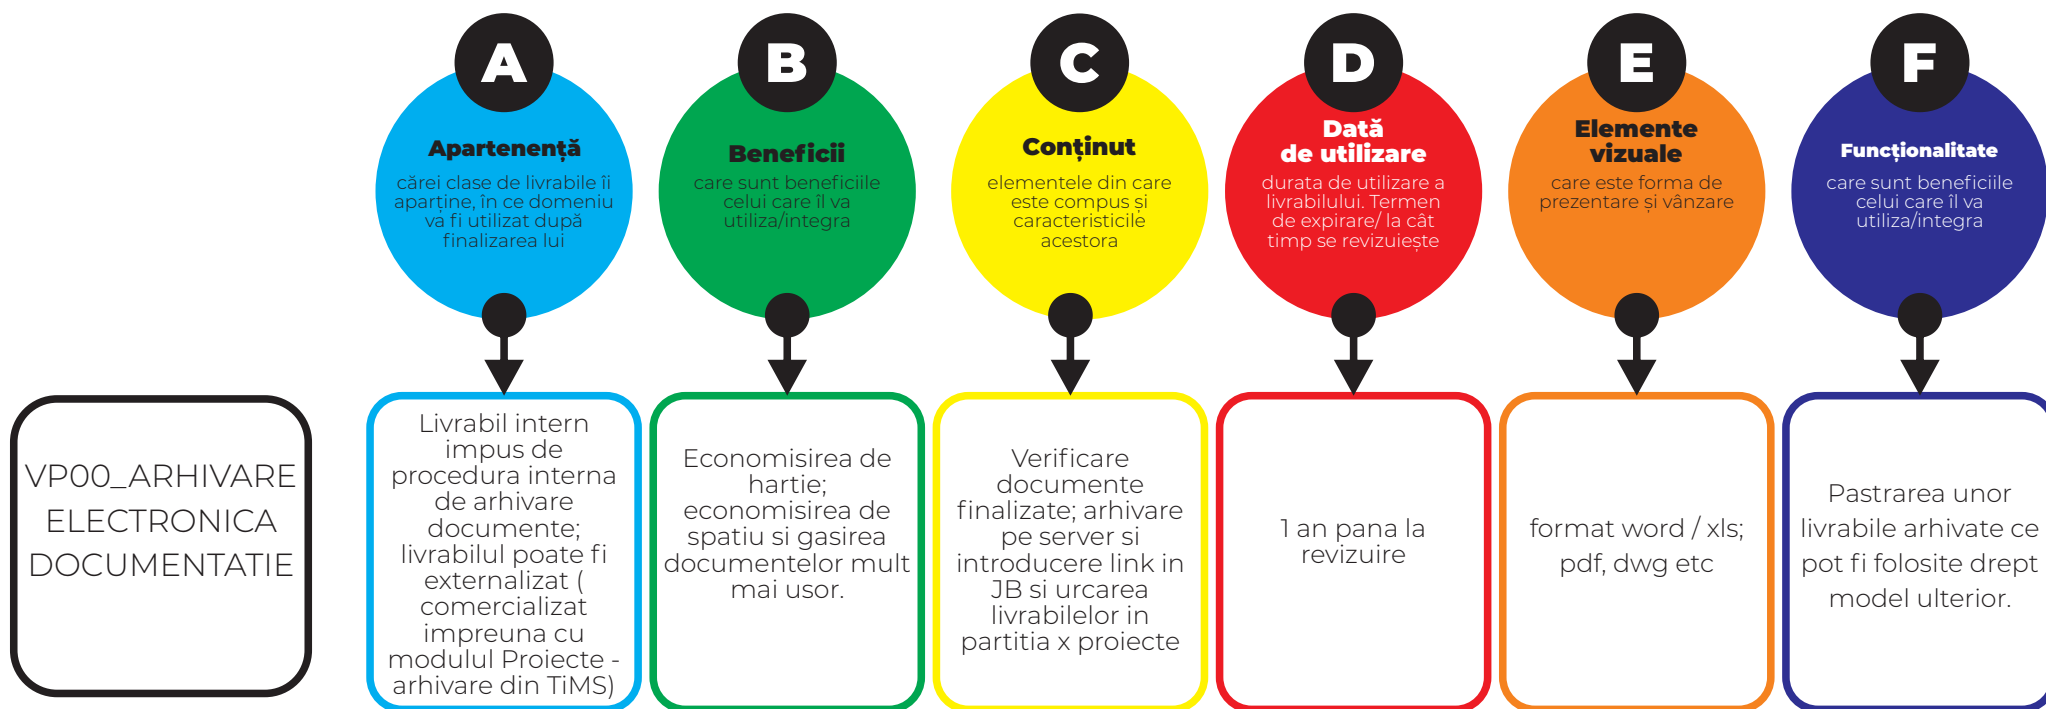 A
Apartenență
cărei clase de livrabile îi
aparține, în ce domeniu
va fi utilizat după
finalizarea lui
B
Beneficii
care sunt beneficiile
celui care îl va
utiliza/integra
C
Conținut
elementele din care
este compus și
caracteristicile
acestora
D
Dată
de utilizare
durata de utilizare a
livrabilului. Termen
de expirare/ la cât
timp se revizuiește
E
Elemente
vizuale
care este forma de
prezentare și vânzare
F
Funcționalitate
care sunt beneficiile
celui care îl va
utiliza/integra
VP00_ARHIVARE
ELECTRONICA
DOCUMENTATIE
Livrabil intern
impus de
procedura interna
de arhivare
documente;
livrabilul poate fi
externalizat (
comercializat
impreuna cu
modulul Proiecte -
arhivare din TiMS)
Economisirea de
hartie;
economisirea de
spatiu si gasirea
documentelor mult
mai usor.
Verificare
documente
finalizate; arhivare
pe server si
introducere link in
JB si urcarea
livrabilelor in
partitia x proiecte
1 an pana la
revizuire
format word / xls;
pdf, dwg etc
Pastrarea unor
livrabile arhivate ce
pot fi folosite drept
model ulterior.